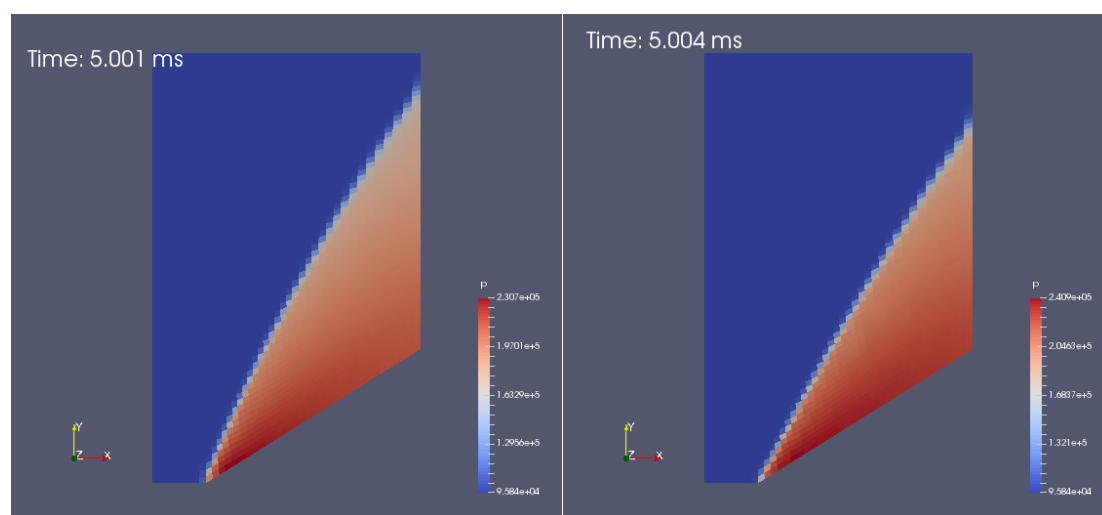 Time: 5.001 ms
p
2.307e+05
1.9701e+5
1.6329e+5
1.2956e+5
9.584e+04
Y
Z
X
Time: 5.004 ms
p
2.409e+05
2.0463e+5
1.6837e+5
1.321e+5
9.584e+04
Y
Z
X